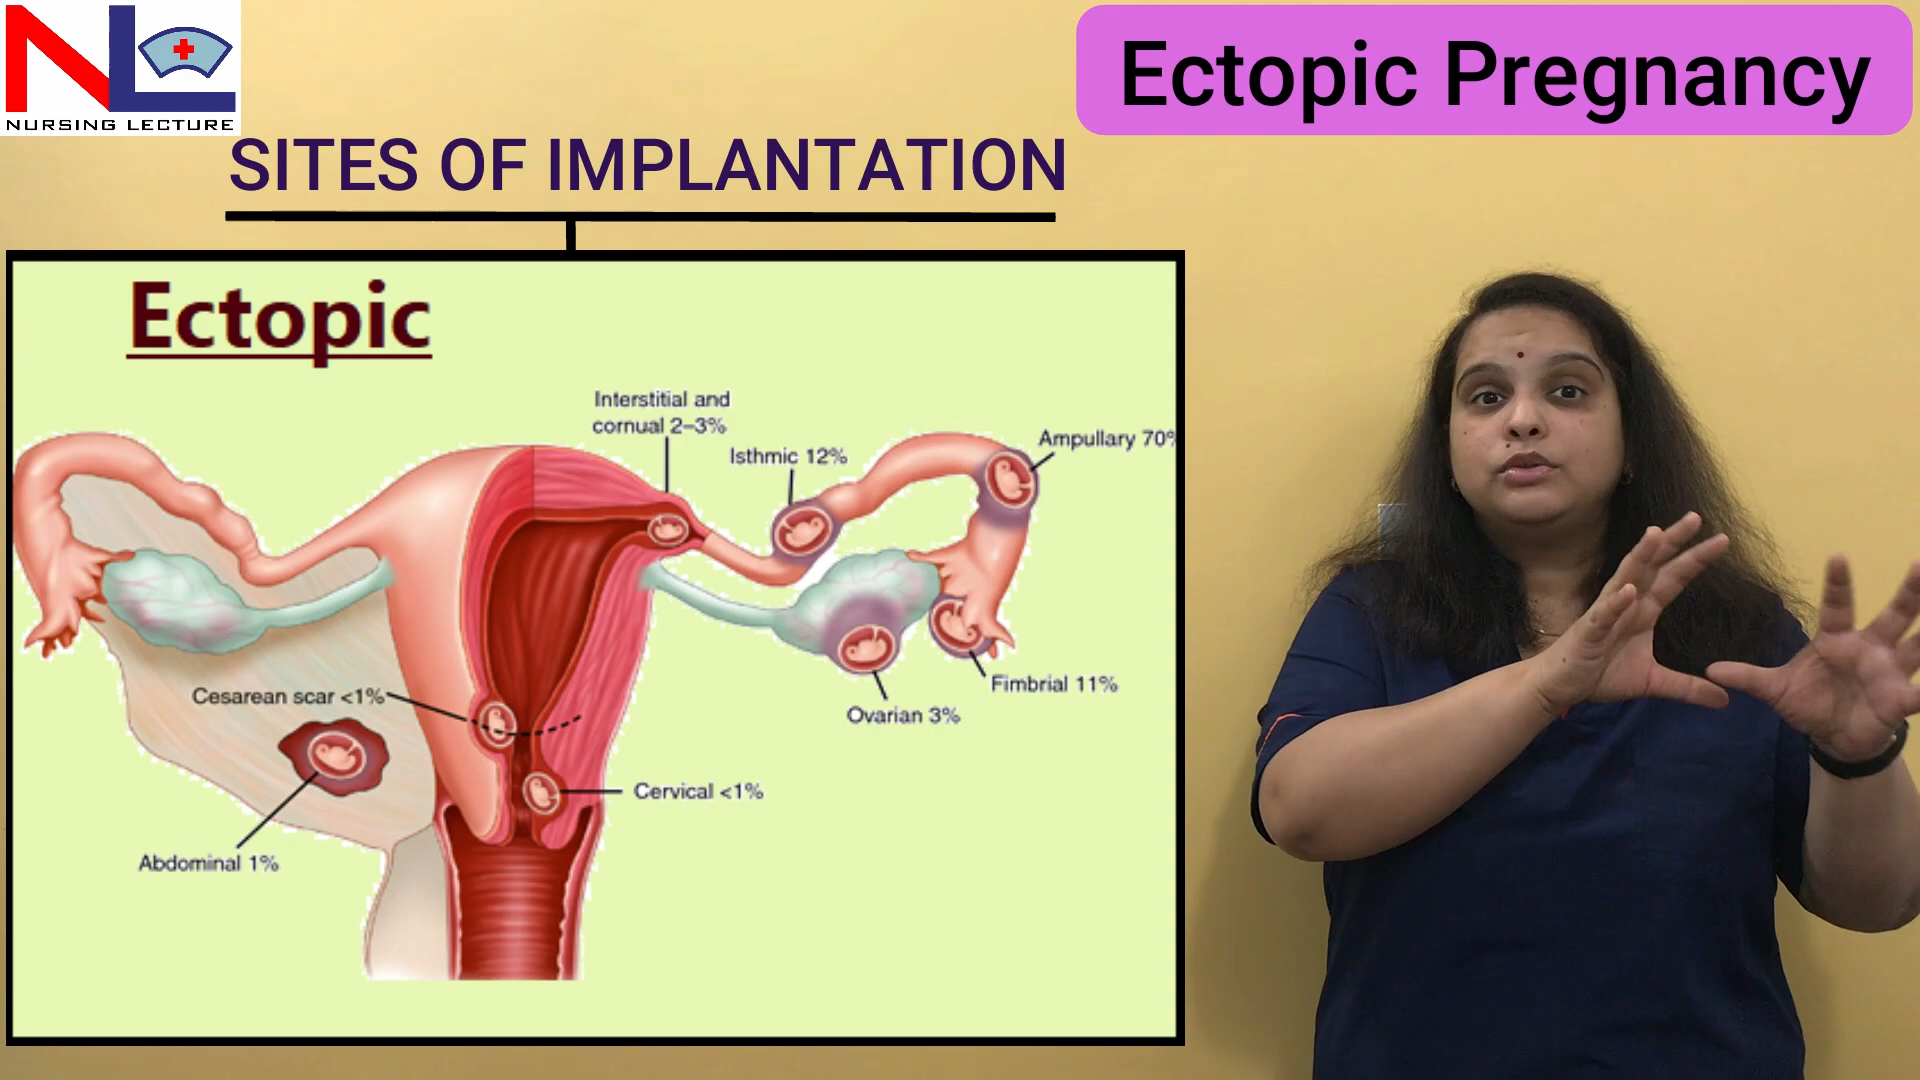 NL
NURSING LECTURE
Ectopic Pregnancy
SITES OF IMPLANTATION
Ectopic
Interstitial and
cornual 2–3%
Isthmic 12%
Ampullary 70%
Cesarean scar <1%
Fimbrial 11%
Ovarian 3%
Cervical <1%
Abdominal 1%